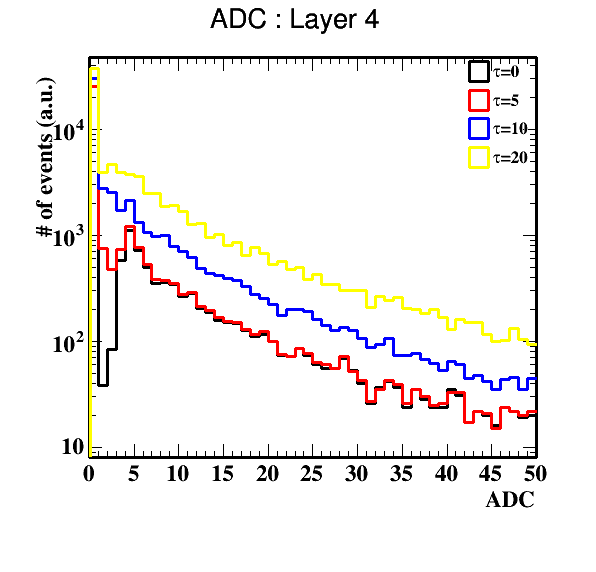 ADC : Layer 4
# of events (a.u.)
10⁴
10³
10²
10
τ=0
τ=5
τ=10
τ=20
0 5 10 15 20 25 30 35 40 45 50
ADC